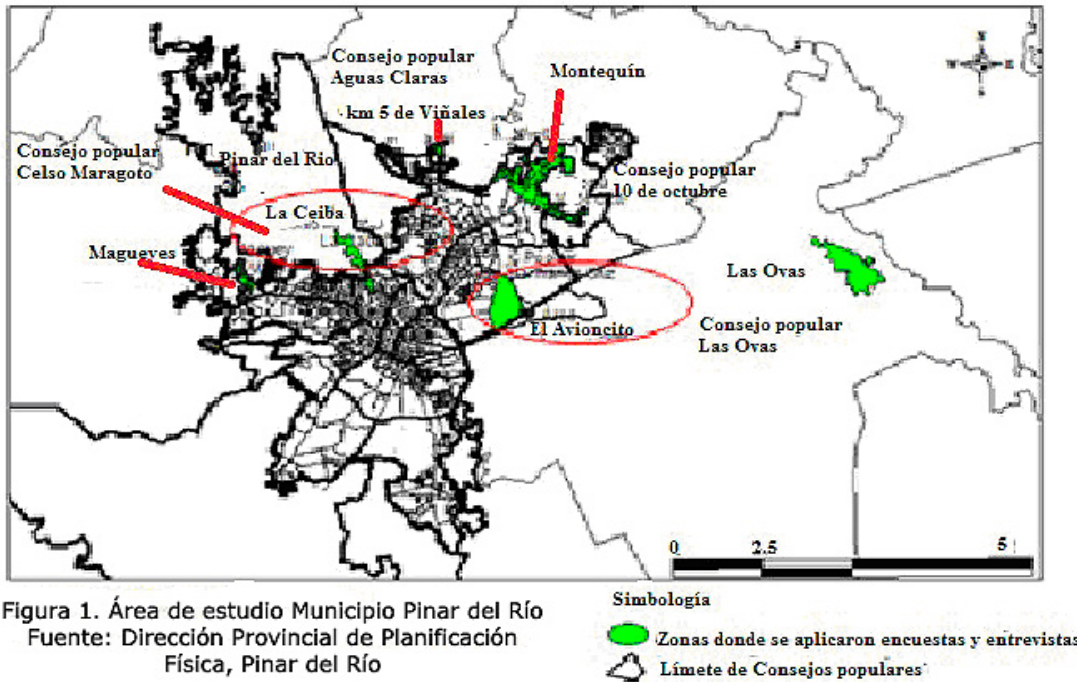 Consejo popular
Aguas Claras
km 5 de Viñales
Montequín
Consejo popular
Celso Maragoto
Pinar del Rio
Consejo popular
10 de octubre
La Ceiba
Magueyes
Las Ovas
El Avioncito
Consejo popular
Las Ovas
0 2.5 5
Figura 1. Área de estudio Municipio Pinar del Río
Fuente: Dirección Provincial de Planificación
Física, Pinar del Río
Simbología
Zonas donde se aplicaron encuestas y entrevistas
Límete de Consejos populares